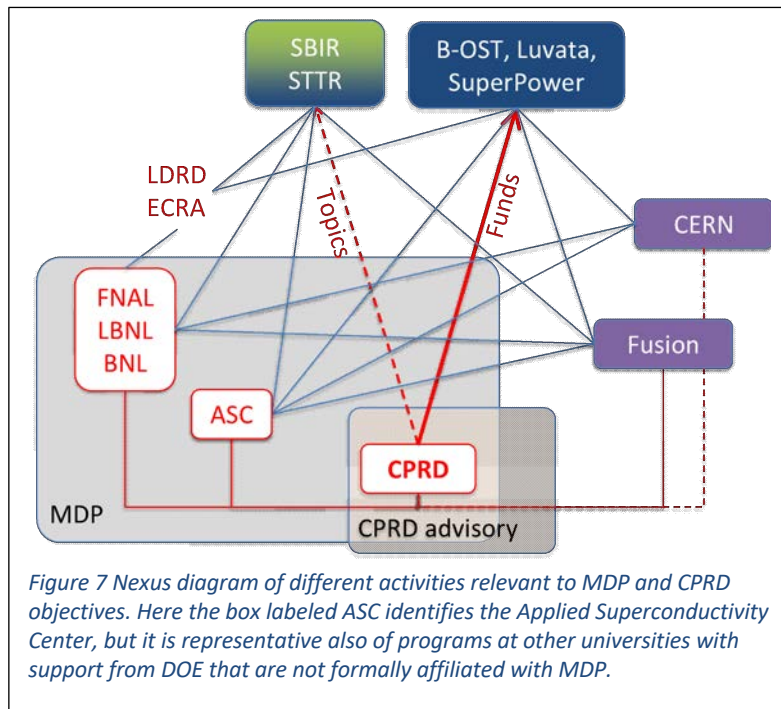 SBIR
STTR
B-OST, Luvata,
SuperPower
LDRD
ECRA
Topics
Funds
CERN
FNAL
LBNL
BNL
Fusion
ASC
CPRD
MDP
CPRD advisory
Figure 7 Nexus diagram of different activities relevant to MDP and CPRD
objectives. Here the box labeled ASC identifies the Applied Superconductivity
Center, but it is representative also of programs at other universities with
support from DOE that are not formally affiliated with MDP.